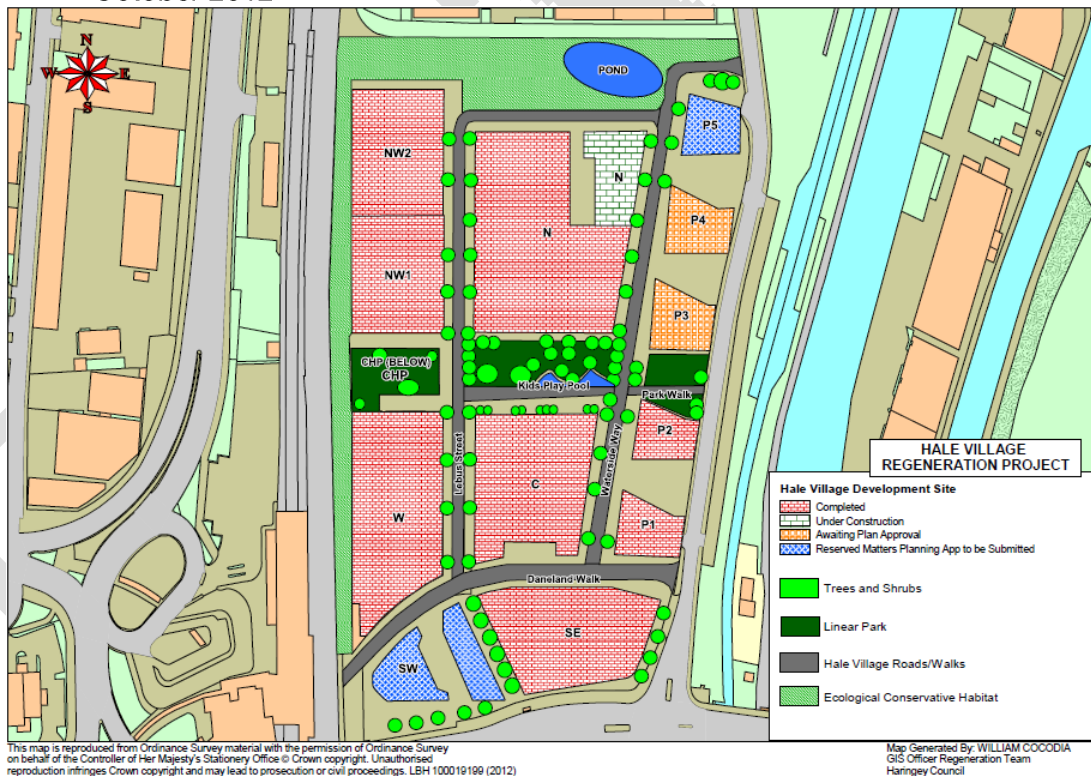 October 2012
N
W E
S
POND
P5
NW2
N
N
P4
NW1
P3
CHP (BELOW)
CHP
Kids Play Pool
Park Walk
P2
Lebus Street
Waterside Way
W
C
P1
Daneland Walk
SE
SW
HALE VILLAGE
REGENERATION PROJECT
Hale Village Development Site
Completed
Under Construction
Awaiting Plan Approval
Reserved Matters Planning App to be Submitted
Trees and Shrubs
Linear Park
Hale Village Roads/Walks
Ecological Conservative Habitat
This map is reproduced from Ordinance Survey material with the permission of Ordinance Survey
on behalf of the Controller of Her Majesty's Stationery Office © Crown copyright. Unauthorised
reproduction infringes Crown copyright and may lead to prosecution or civil proceedings. LBH 100019199 (2012)
Map Generated By: WILLIAM COCODIA
GIS Officer Regeneration Team
Haringey Council